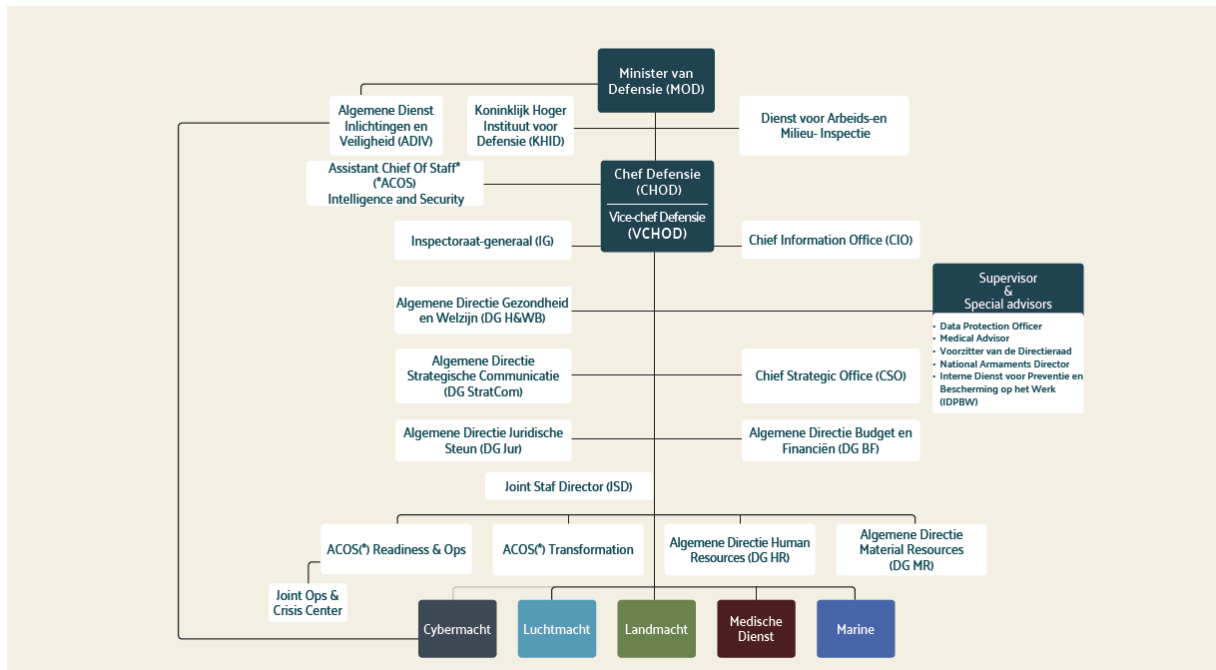 Minister van
Defensie (MOD)
Algemene Dienst
Inlichtingen en
Veiligheid (ADIV)
Koninklijk Hoger
Instituut voor
Defensie (KHID)
Dienst voor Arbeids-en
Milieu- Inspectie
Assistant Chief Of Staff*
(*ACOS)
Intelligence and Security
Chef Defensie
(CHOD)
Vice-chef Defensie
(VCHOD)
Inspectoraat-generaal (IG)
Chief Information Office (CIO)
Supervisor
&
Special advisors
• Data Protection Officer
• Medical Advisor
• Voorzitter van de Directieraad
• National Armaments Director
• Interne Dienst voor Preventie en
Bescherming op het Werk
(IDPBW)
Algemene Directie Gezondheid
en Welzijn (DG H&WB)
Algemene Directie
Strategische Communicatie
(DG StratCom)
Chief Strategic Office (CSO)
Algemene Directie Juridische
Steun (DG Jur)
Algemene Directie Budget en
Financiën (DG BF)
Joint Staf Director (JSD)
ACOS(*) Readiness & Ops
ACOS(*) Transformation
Algemene Directie Human
Resources (DG HR)
Algemene Directie
Material Resources
(DG MR)
Joint Ops &
Crisis Center
Cybermacht
Luchtmacht
Landmacht
Medische
Dienst
Marine